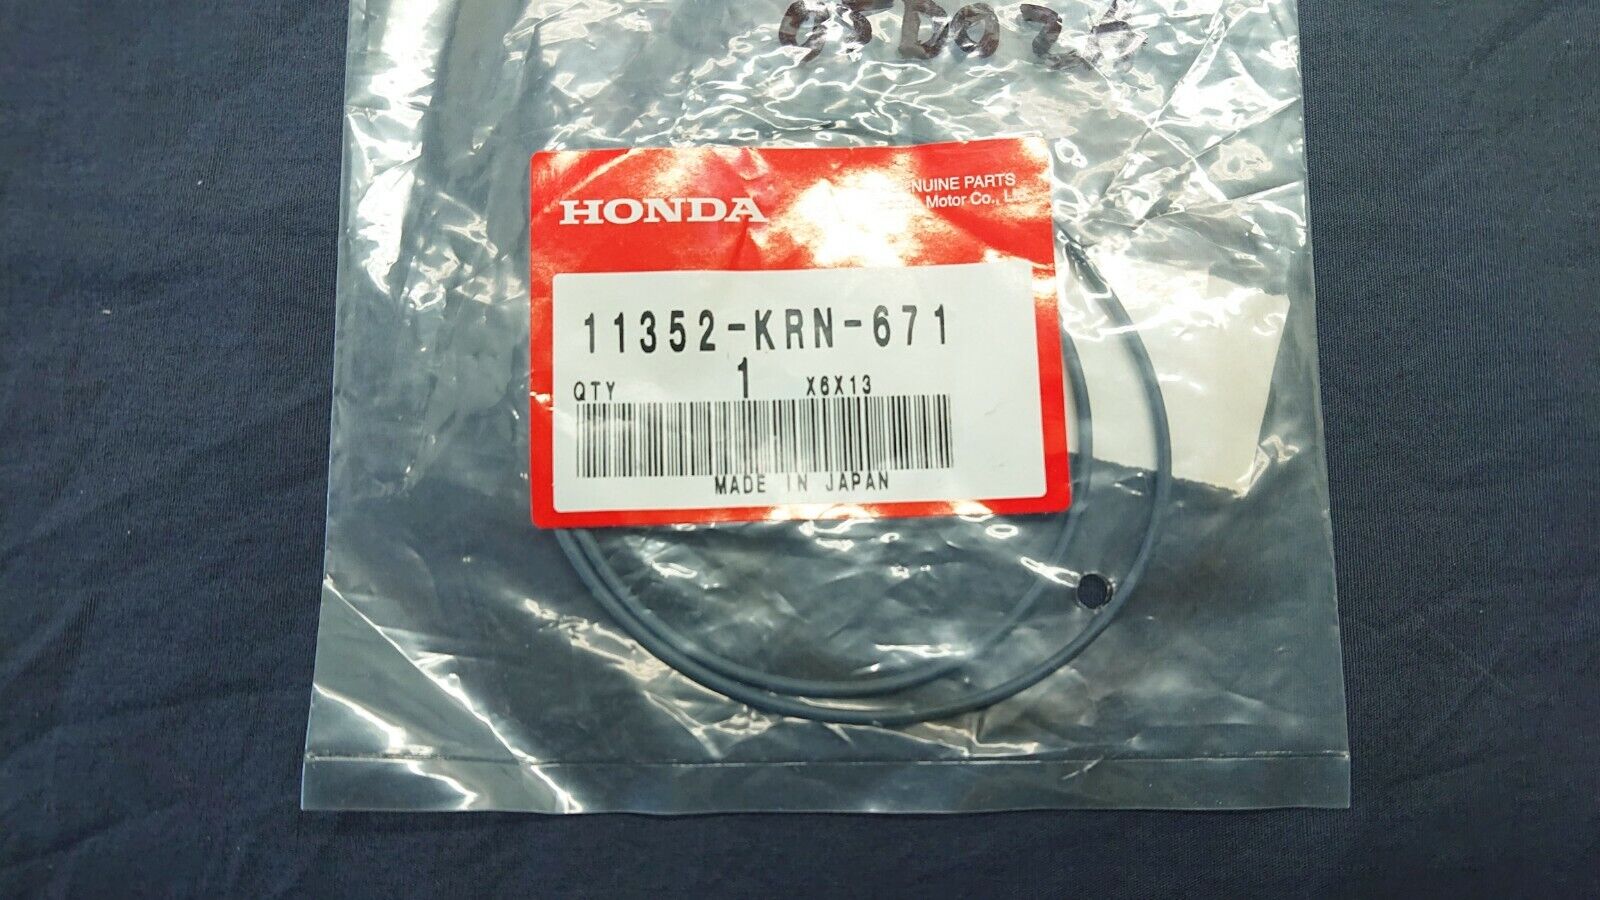 HONDA
NUINE PARTS
Motor Co., L
11352-KRN-671
QTY 1 X6X13
MADE IN JAPAN